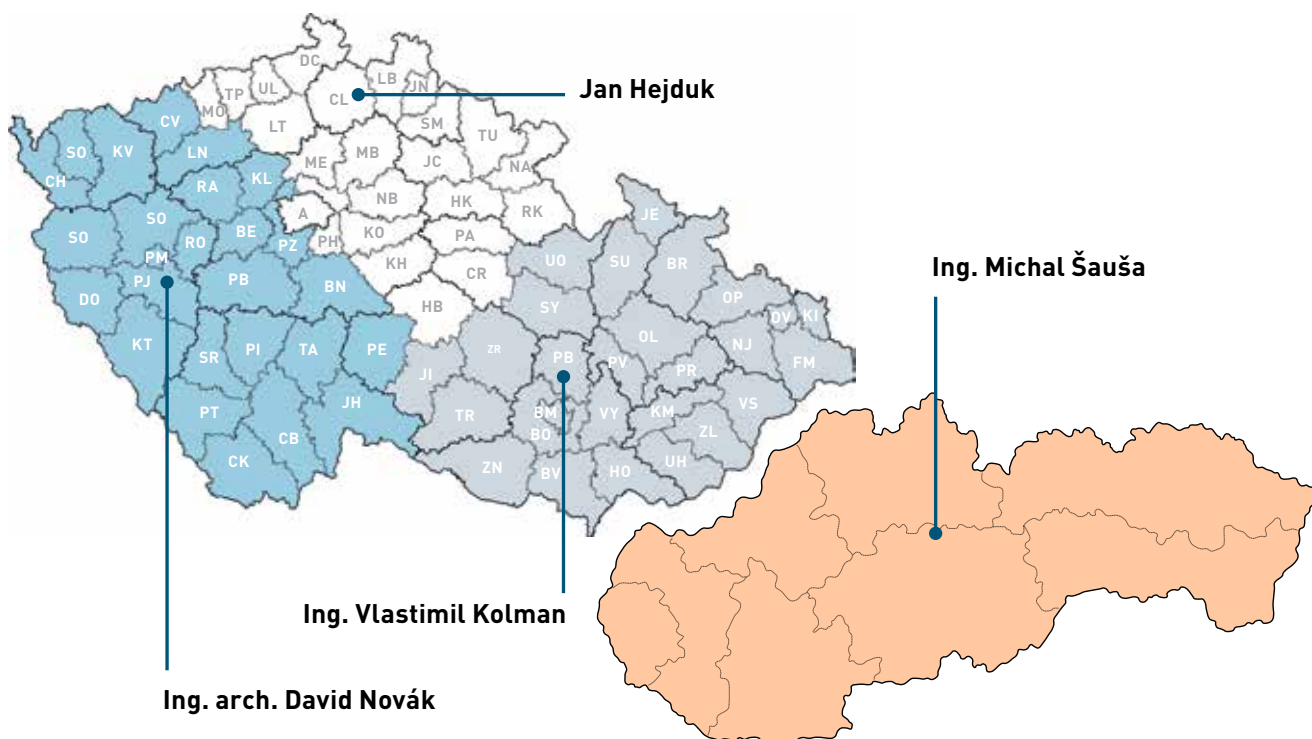 DC
LB
JN
UL
TP
MO
CL
Jan Hejduk
CV
LT
SM
TU
SO
KV
LN
MB
ME
JC
NA
CH
RA
KL
NB
HK
RK
A
JE
SO
SO
RO
BE
PZ
PH
KO
PA
PM
UO
SU
BR
KH
CR
PJ
PB
BN
Ing. Michal Šauša
DO
HB
SY
OP
OV
KI
KT
SR
PI
TA
PE
ZR
PB
OL
NJ
FM
JI
PV
PR
PT
JH
TR
BM
VY
KM
VS
BO
ZL
CB
CK
ZN
BV
HO
UH
Ing. Vlastimil Kolman
Ing. arch. David Novák